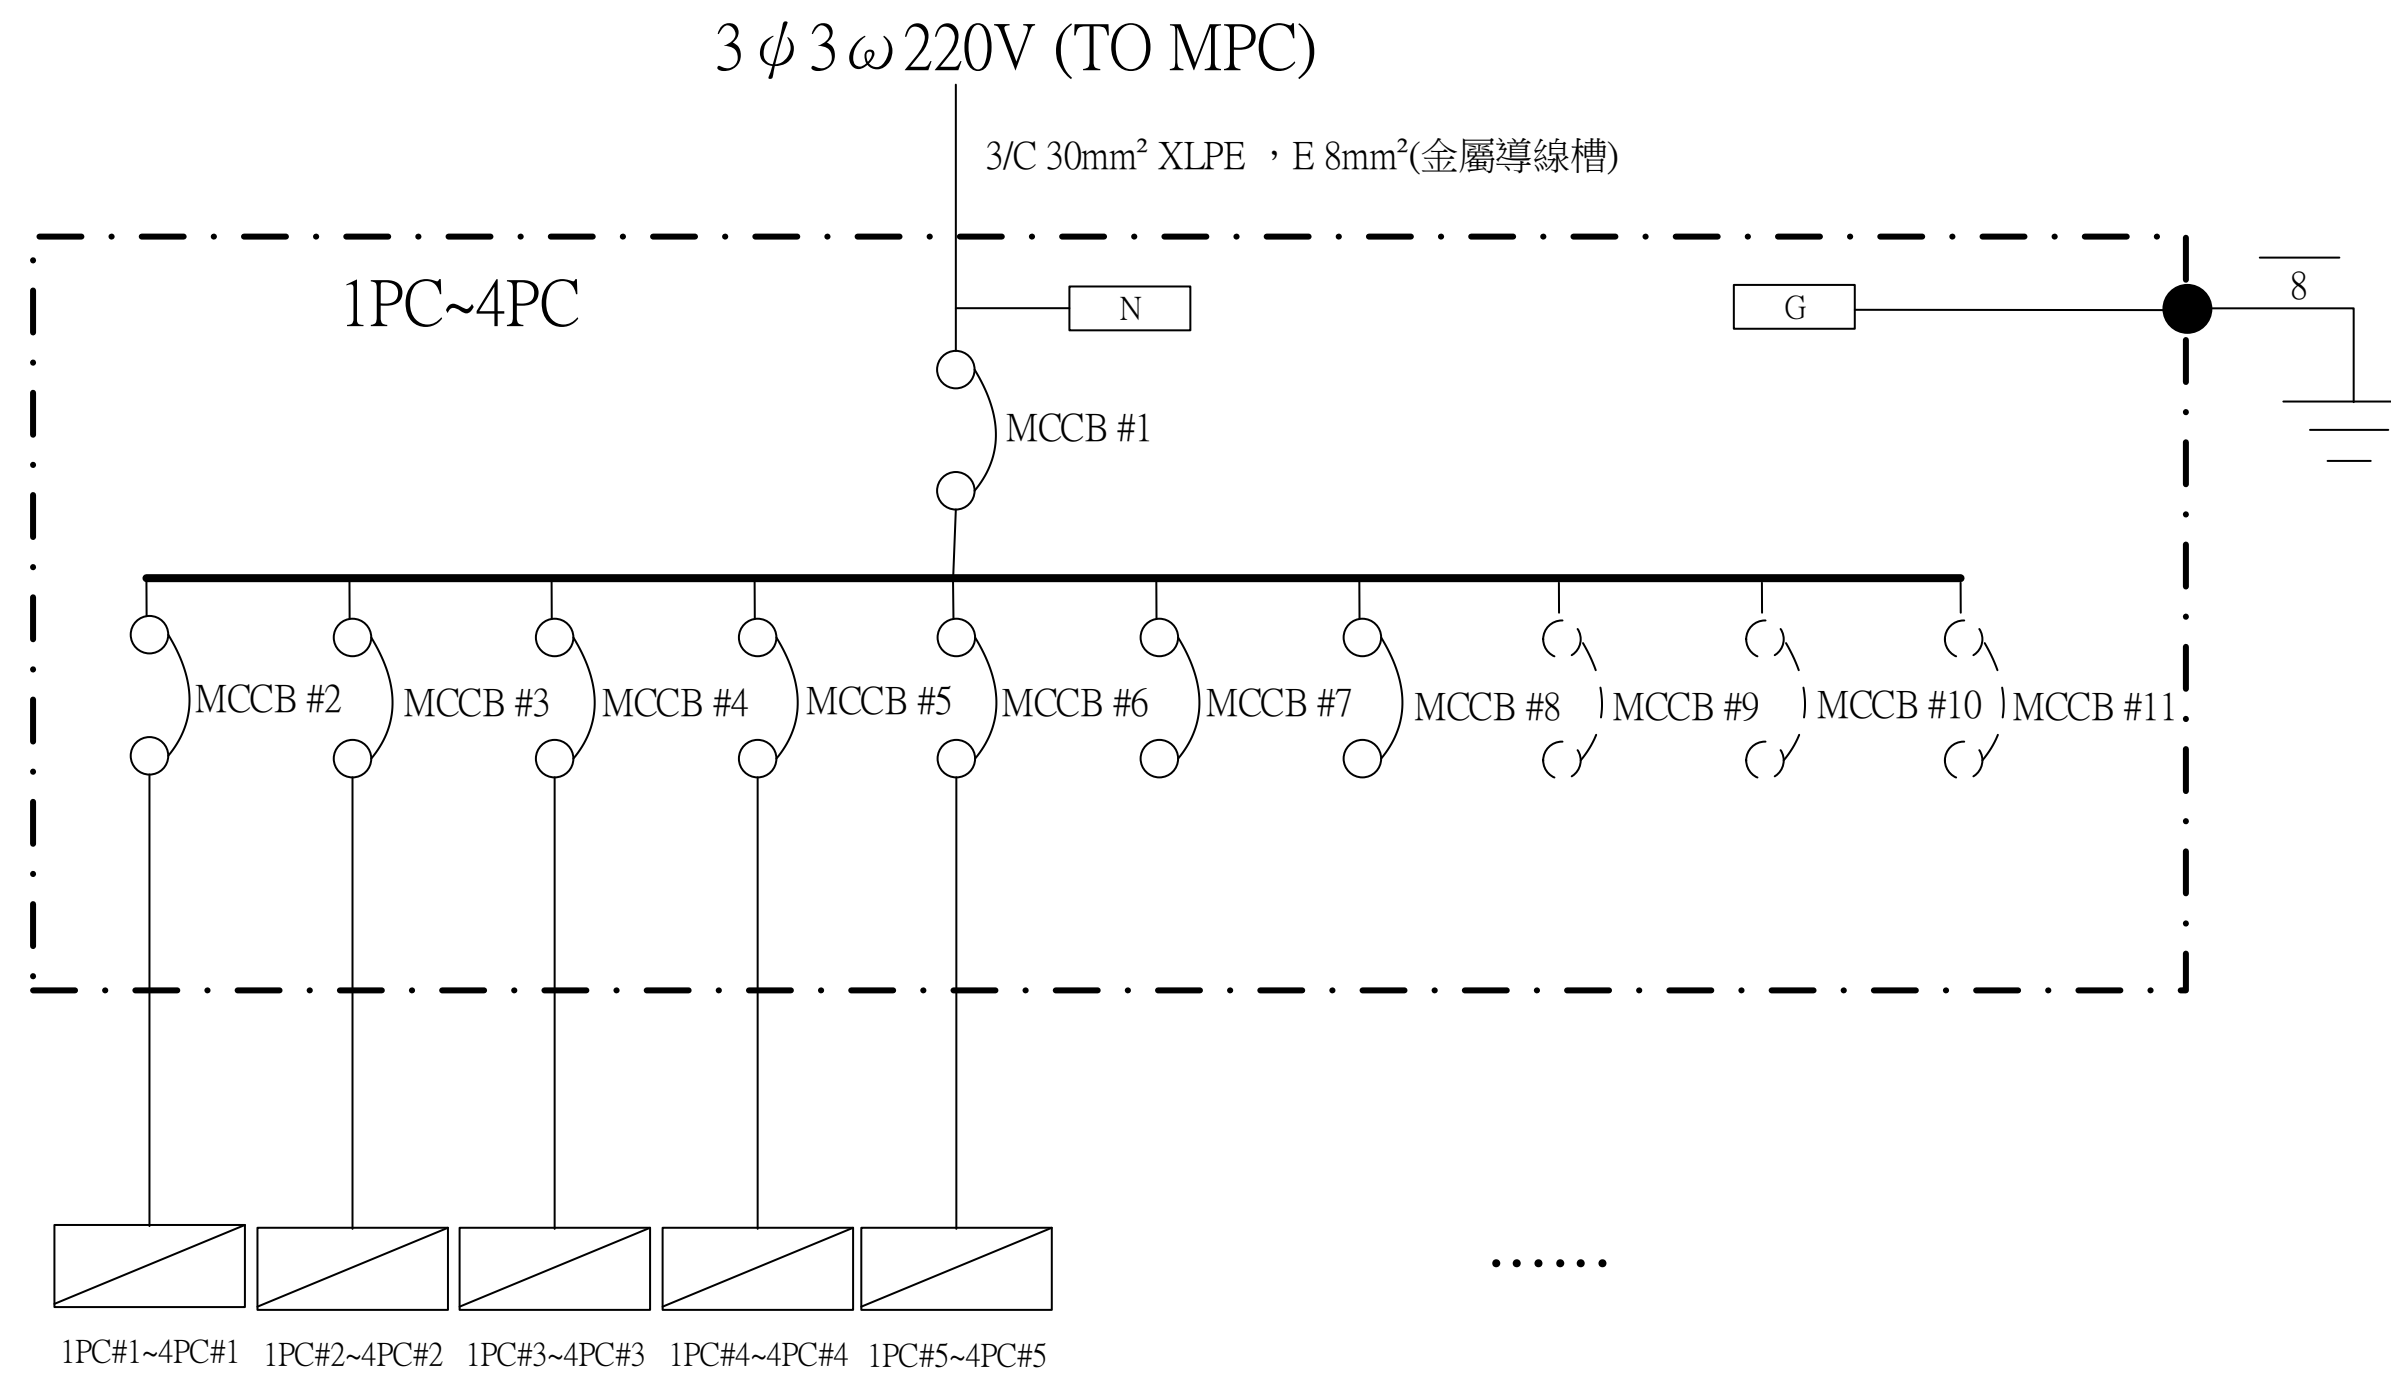 3ψ3ω220V (TO MPC)
3/C 30mm² XLPE ，E 8mm²(金屬導線槽)
1PC~4PC
N
G
8
MCCB #1
MCCB #2
MCCB #3
MCCB #4
MCCB #5
MCCB #6
MCCB #7
MCCB #8
MCCB #9
MCCB #10
MCCB #11
......
1PC#1~4PC#1
1PC#2~4PC#2
1PC#3~4PC#3
1PC#4~4PC#4
1PC#5~4PC#5